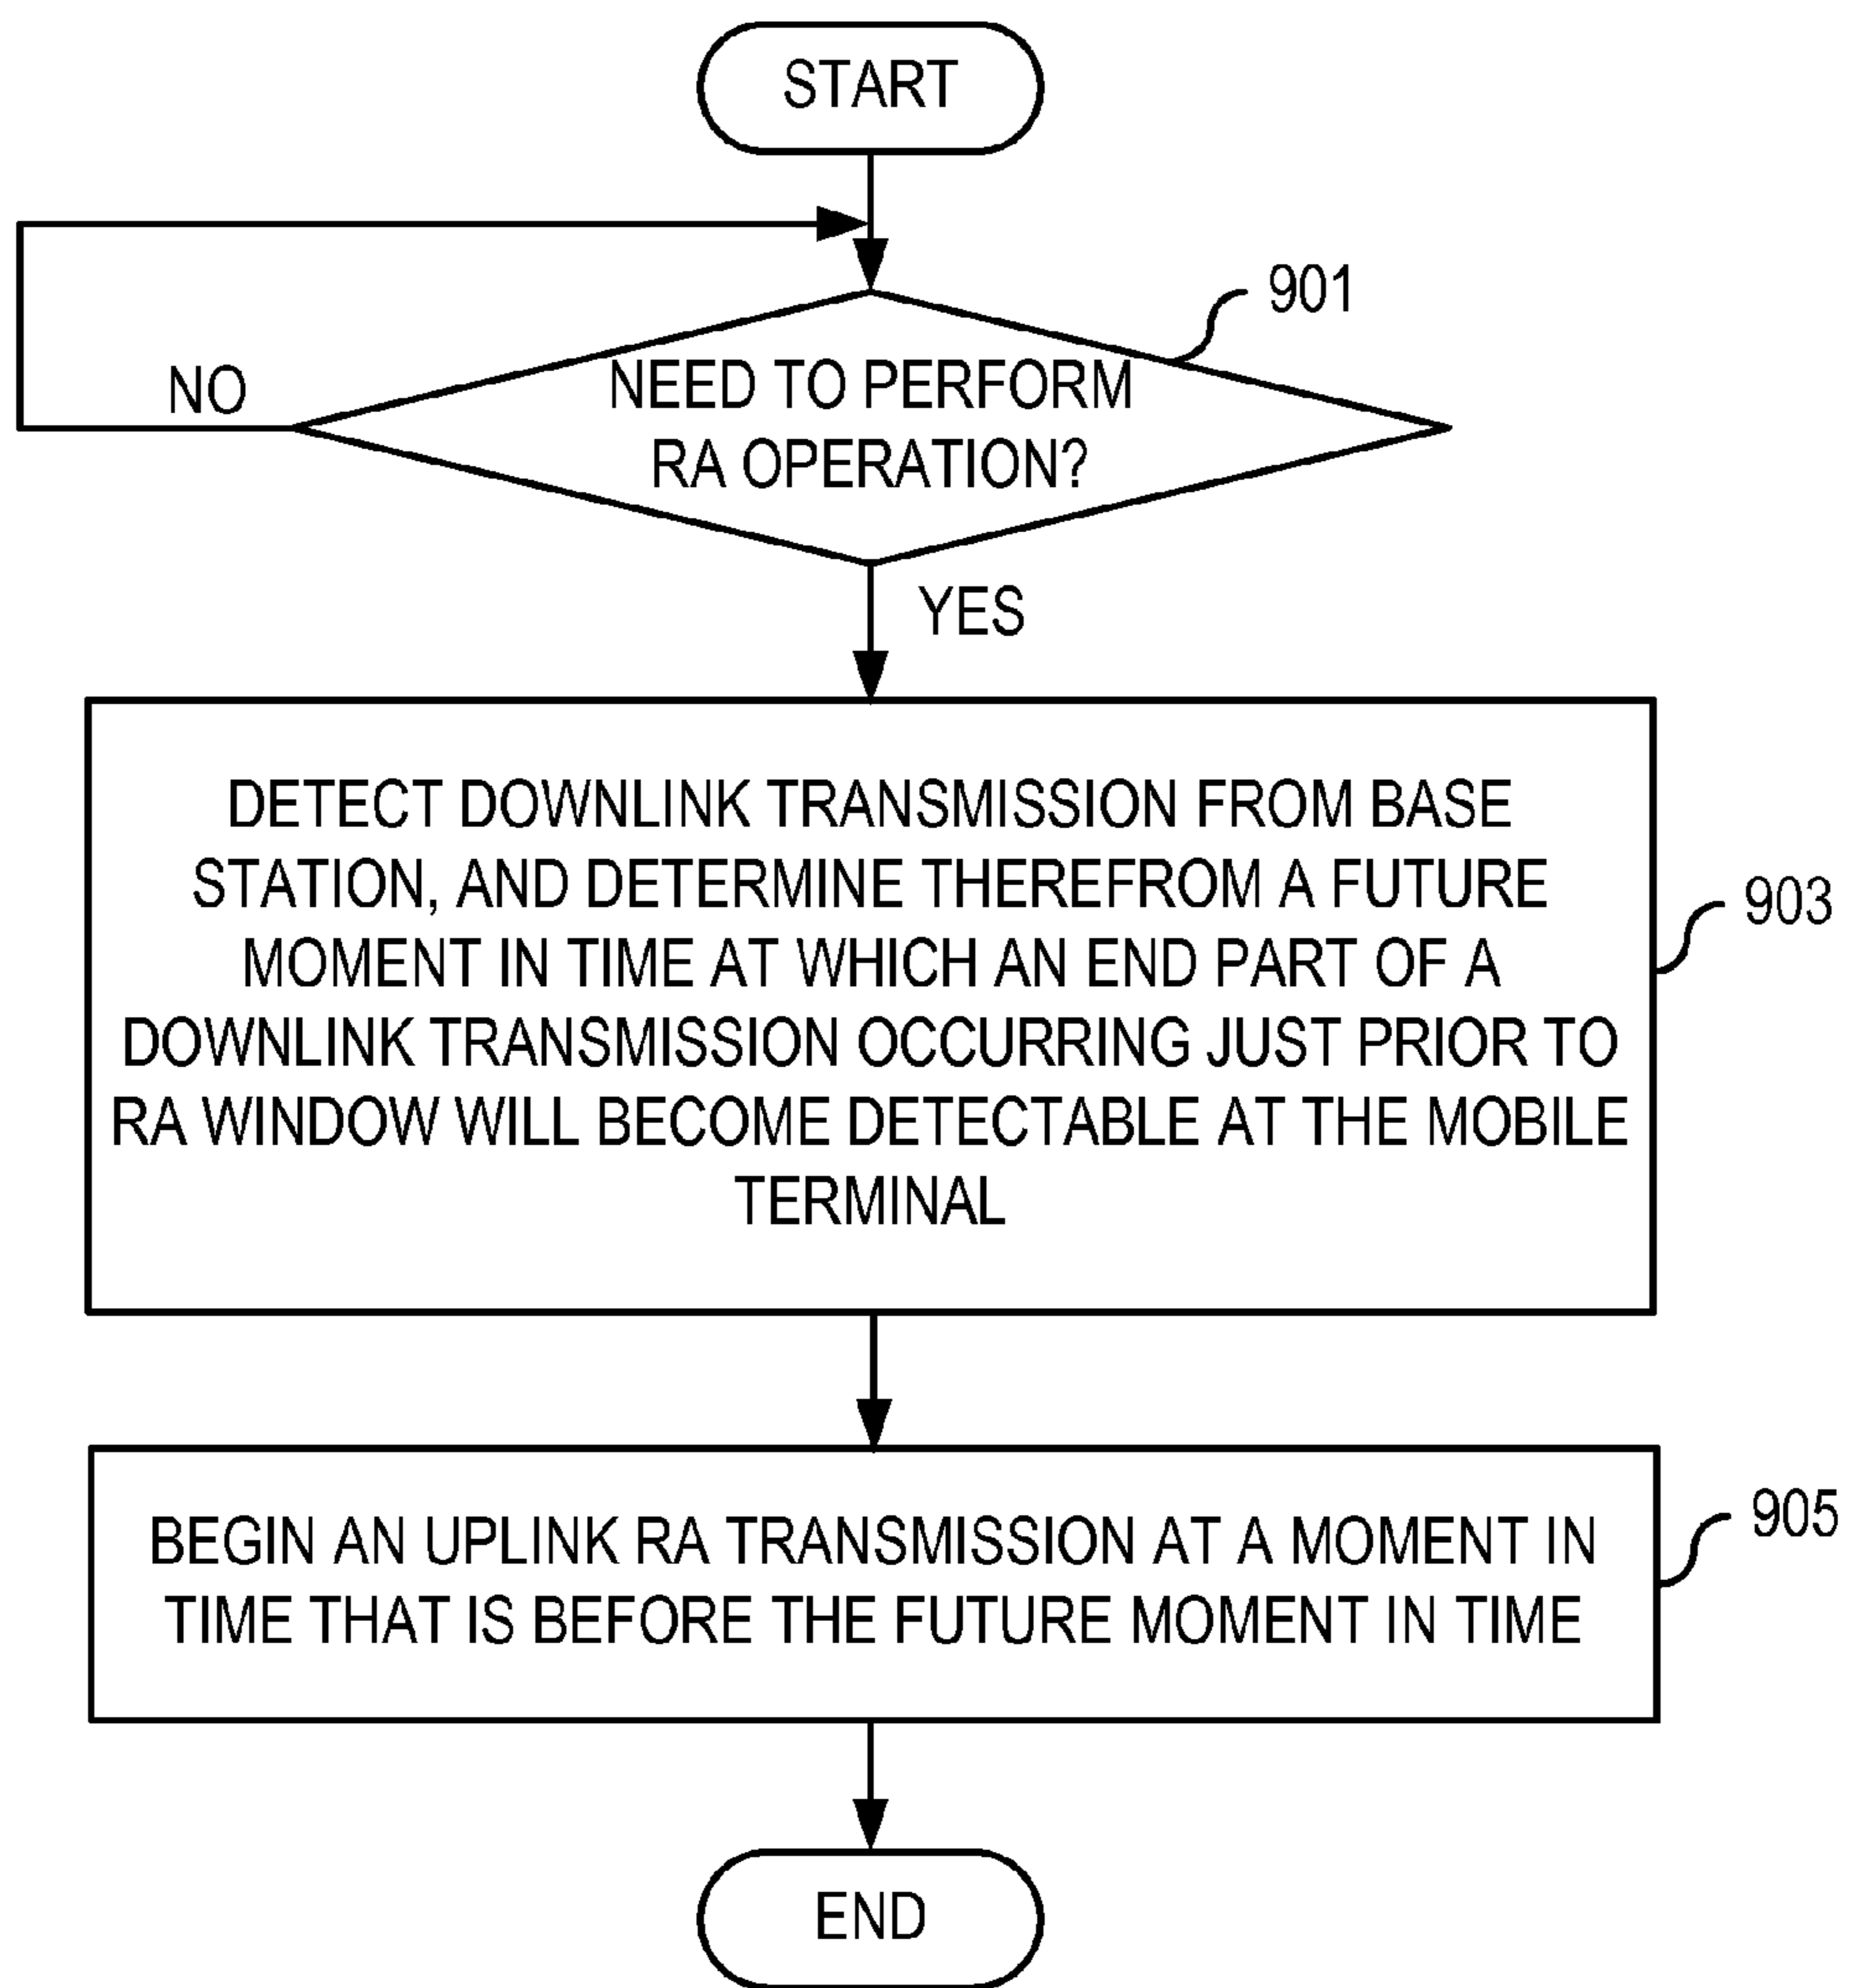 START
901
NO
NEED TO PERFORM
RA OPERATION?
YES
DETECT DOWNLINK TRANSMISSION FROM BASE
STATION, AND DETERMINE THEREFROM A FUTURE
MOMENT IN TIME AT WHICH AN END PART OF A
DOWNLINK TRANSMISSION OCCURRING JUST PRIOR TO
RA WINDOW WILL BECOME DETECTABLE AT THE MOBILE
TERMINAL
903
BEGIN AN UPLINK RA TRANSMISSION AT A MOMENT IN
TIME THAT IS BEFORE THE FUTURE MOMENT IN TIME
905
END